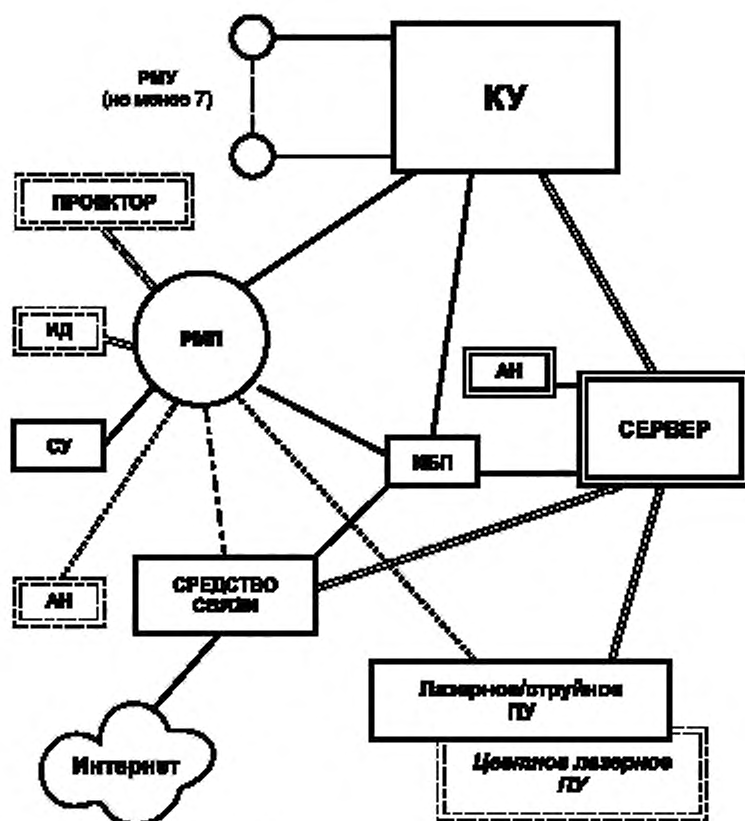 КУ
РМУ
(не менее 7)
ПРОЕКТОР
ИД
РМП
АН
СУ
ИБП
СЕРВЕР
АН
СРЕДСТВО
СВЯЗИ
Лазерное/струйное
ПУ
Интернет
Цветное лазерное
ПУ